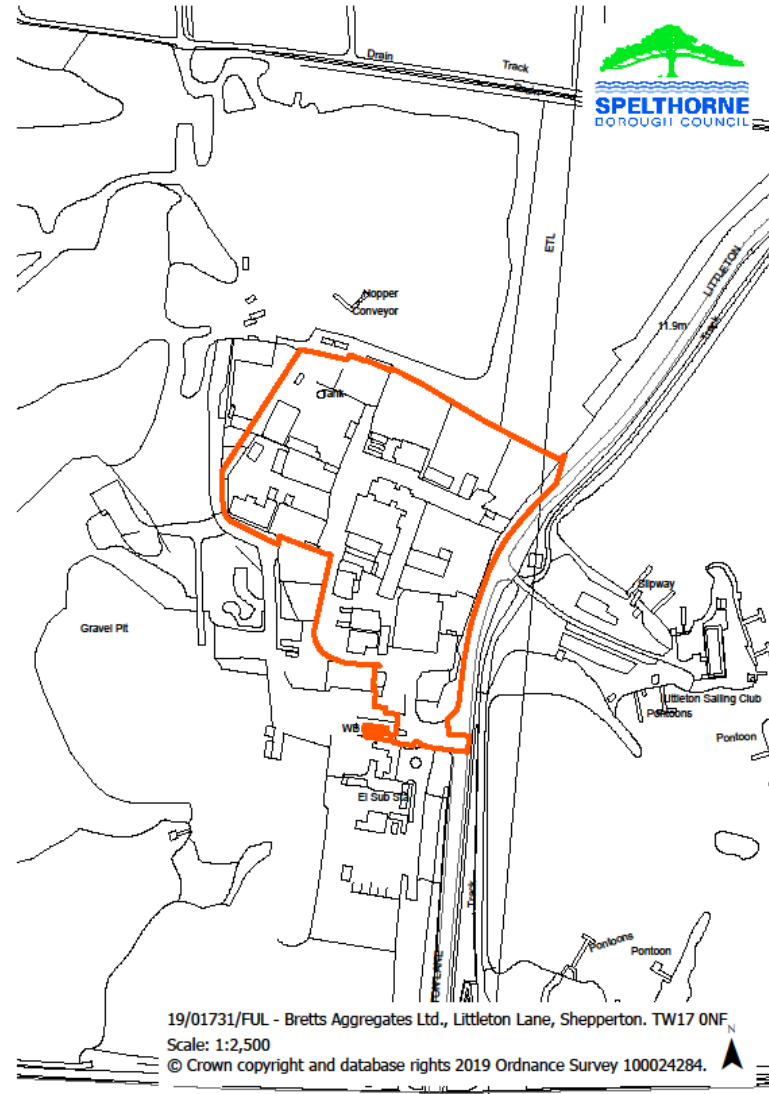 Drain
Track
Drain
SPELTHORNE
BOROUGH COUNCIL
ETL
LITTLETON
Hopper
Conveyor
11.9m
Track
Tank
Slipway
Gravel Pit
Littleton Sailing Club
Pontoons
WB
Pontoon
El Sub Sta
Track
Pontoons
Pontoon
19/01731/FUL - Bretts Aggregates Ltd., Littleton Lane, Shepperton. TW17 0NF
N
Scale: 1:2,500
© Crown copyright and database rights 2019 Ordnance Survey 100024284.